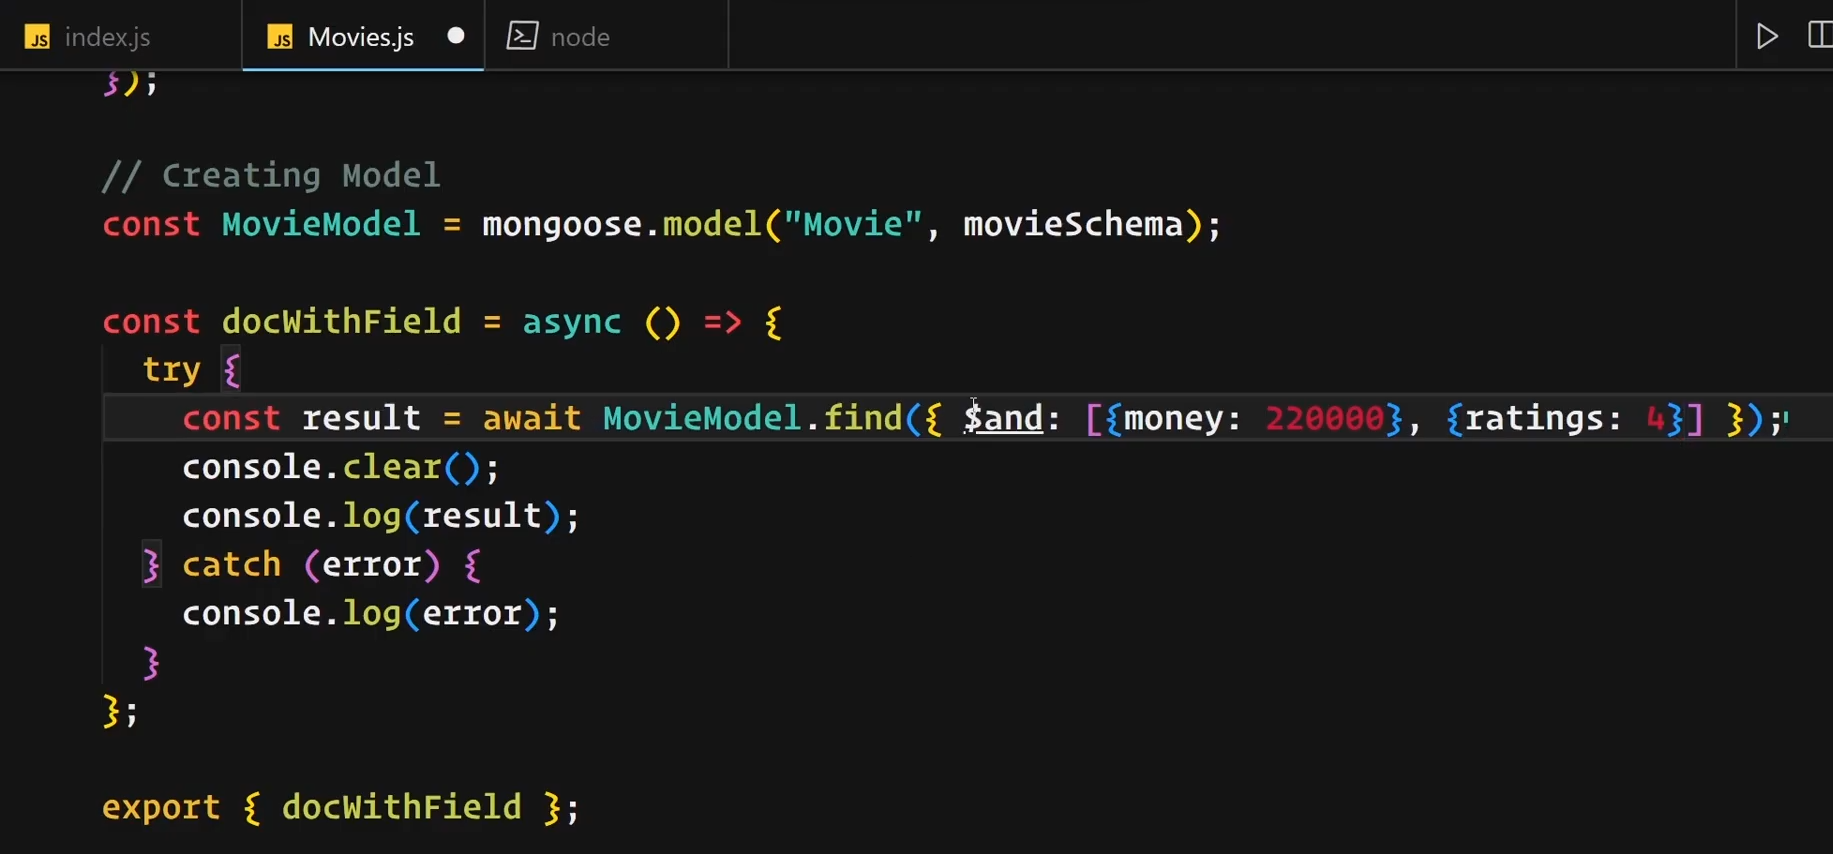 JS index.js JS Movies.js node
});
// Creating Model
const MovieModel = mongoose.model("Movie", movieSchema);
const docWithField = async () => {
try {
const result = await MovieModel.find({ $and: [{money: 220000}, {ratings: 4}] });
console.clear();
console.log(result);
} catch (error) {
console.log(error);
}
};
export { docWithField };